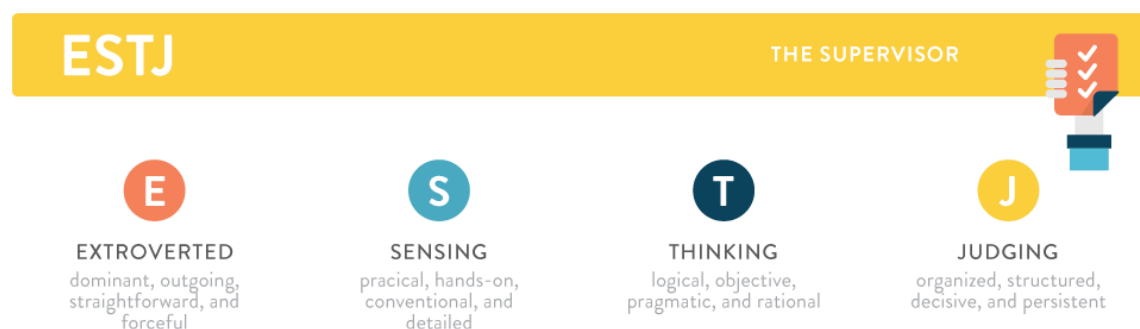 ESTJ
THE SUPERVISOR
E
EXTROVERTED
dominant, outgoing,
straightforward, and
forceful
S
SENSING
pracical, hands-on,
conventional, and
detailed
T
THINKING
logical, objective,
pragmatic, and rational
J
JUDGING
organized, structured,
decisive, and persistent